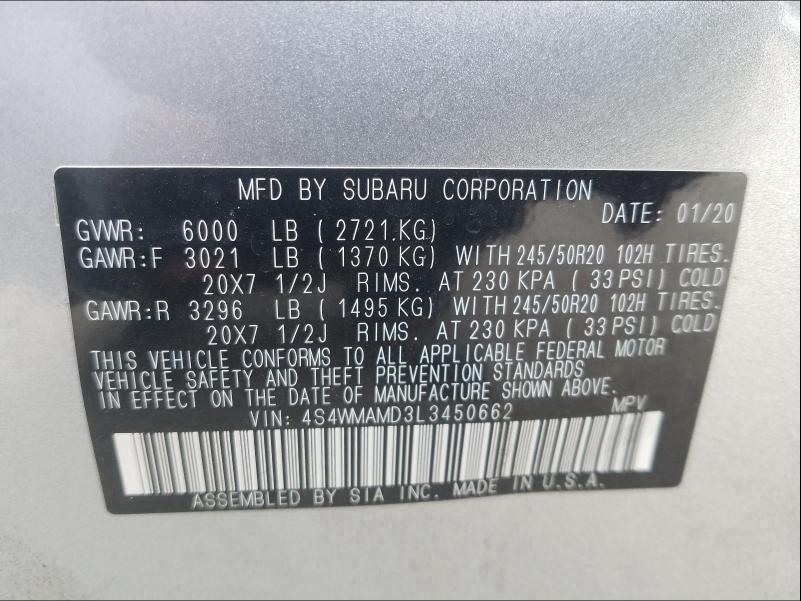 MFD BY SUBARU CORPORATION
DATE: 01/20
GVWR: 6000 LB ( 2721.KG)
GAWR:F 3021 LB ( 1370 KG) WITH 245/50R20 102H TIRES.
20X7 1/2J RIMS. AT 230 KPA ( 33 PSI) COLD
GAWR:R 3296 LB ( 1495 KG) WITH 245/50R20 102H TIRES.
20X7 1/2J RIMS. AT 230 KPA ( 33 PSI) COLD
THIS VEHICLE CONFORMS TO ALL APPLICABLE FEDERAL MOTOR
VEHICLE SAFETY AND THEFT PREVENTION STANDARDS
IN EFFECT ON THE DATE OF MANUFACTURE SHOWN ABOVE.
VIN: 4S4WMAMD3L3450662 MPV
ASSEMBLED BY SIA INC. MADE IN U.S.A.